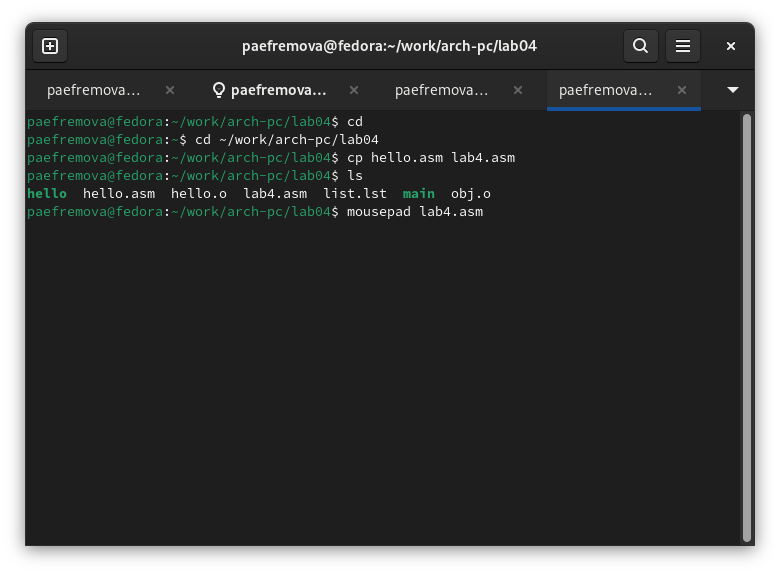 paefremova@fedora:~/work/arch-pc/lab04
paefremova... paefremova... paefremova... paefremova...
paefremova@fedora:~/work/arch-pc/lab04$ cd
paefremova@fedora:~$ cd ~/work/arch-pc/lab04
paefremova@fedora:~/work/arch-pc/lab04$ cp hello.asm lab4.asm
paefremova@fedora:~/work/arch-pc/lab04$ ls
hello  hello.asm  hello.o  lab4.asm  list.lst  main  obj.o
paefremova@fedora:~/work/arch-pc/lab04$ mousepad lab4.asm